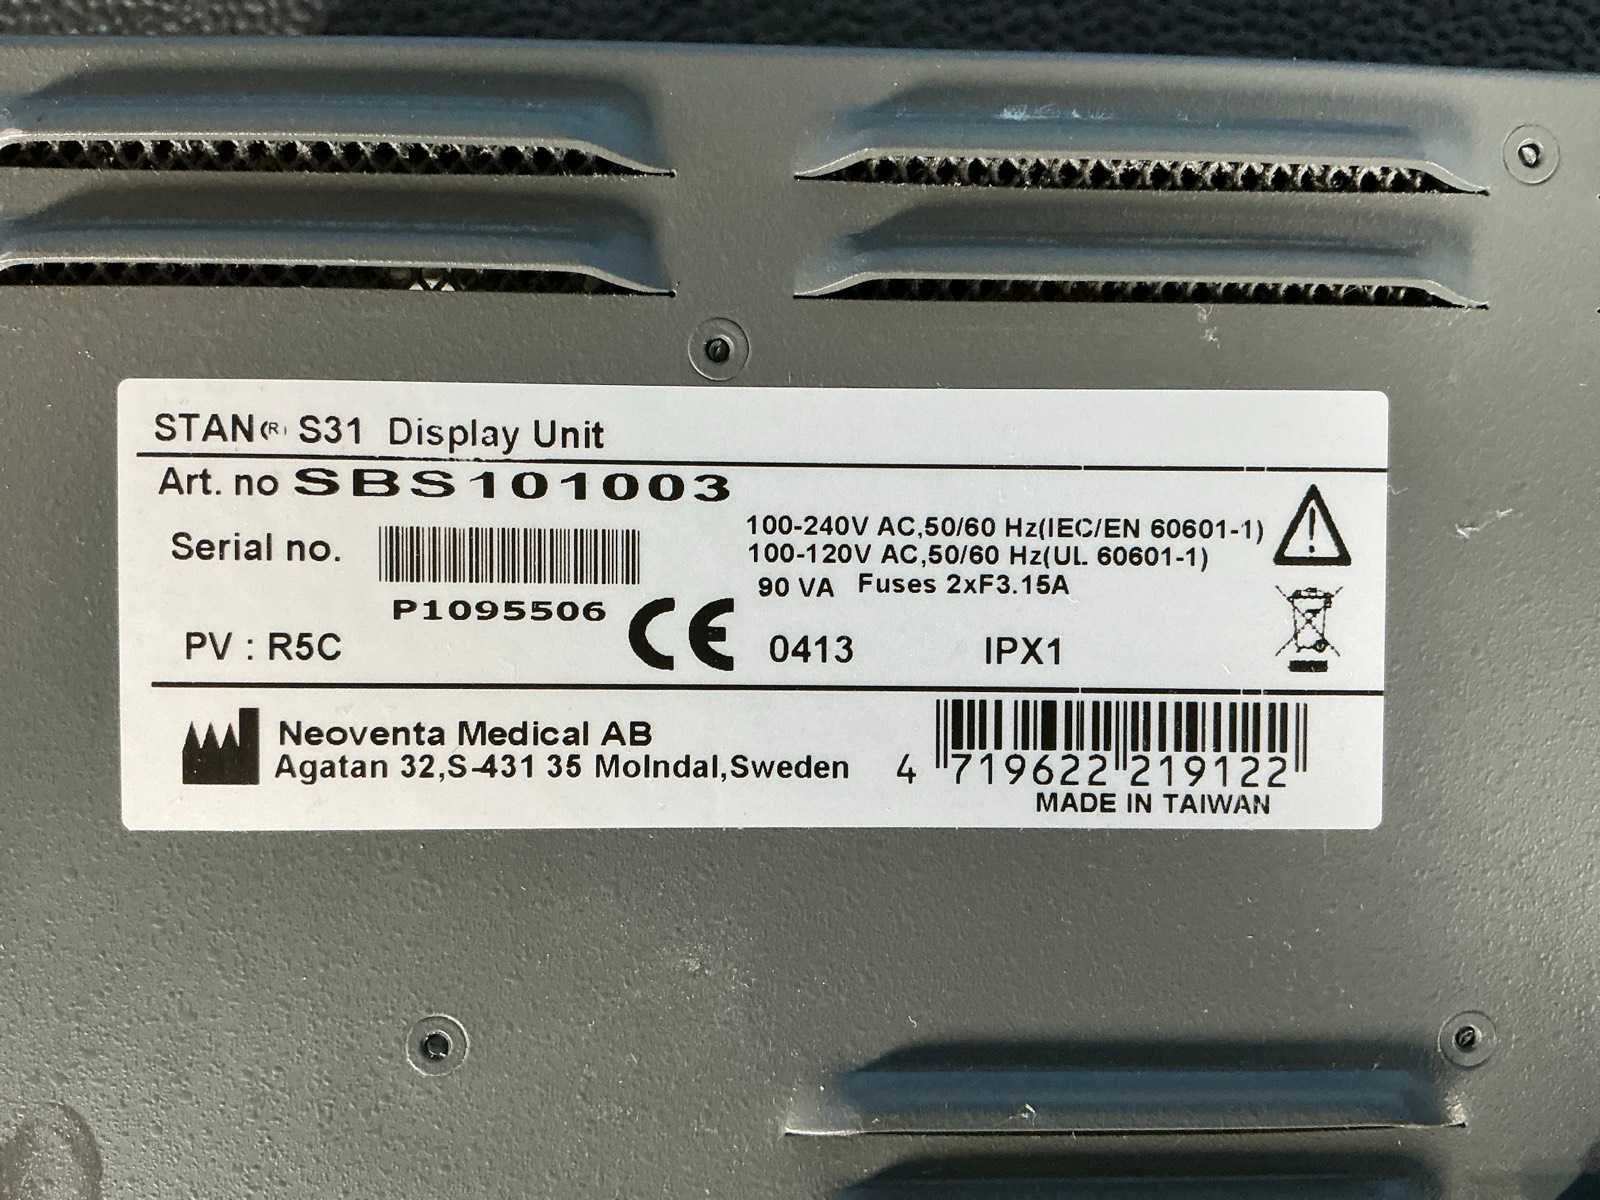 STAN(R) S31 Display Unit
Art. no SBS101003
Serial no.
P1095506
100-240V AC,50/60 Hz(IEC/EN 60601-1)
100-120V AC,50/60 Hz(UL 60601-1)
90 VA Fuses 2xF3.15A
PV : R5C
CE 0413 IPX1
Neoventa Medical AB
Agatan 32,S-431 35 Molndal,Sweden
4 719622 219122
MADE IN TAIWAN